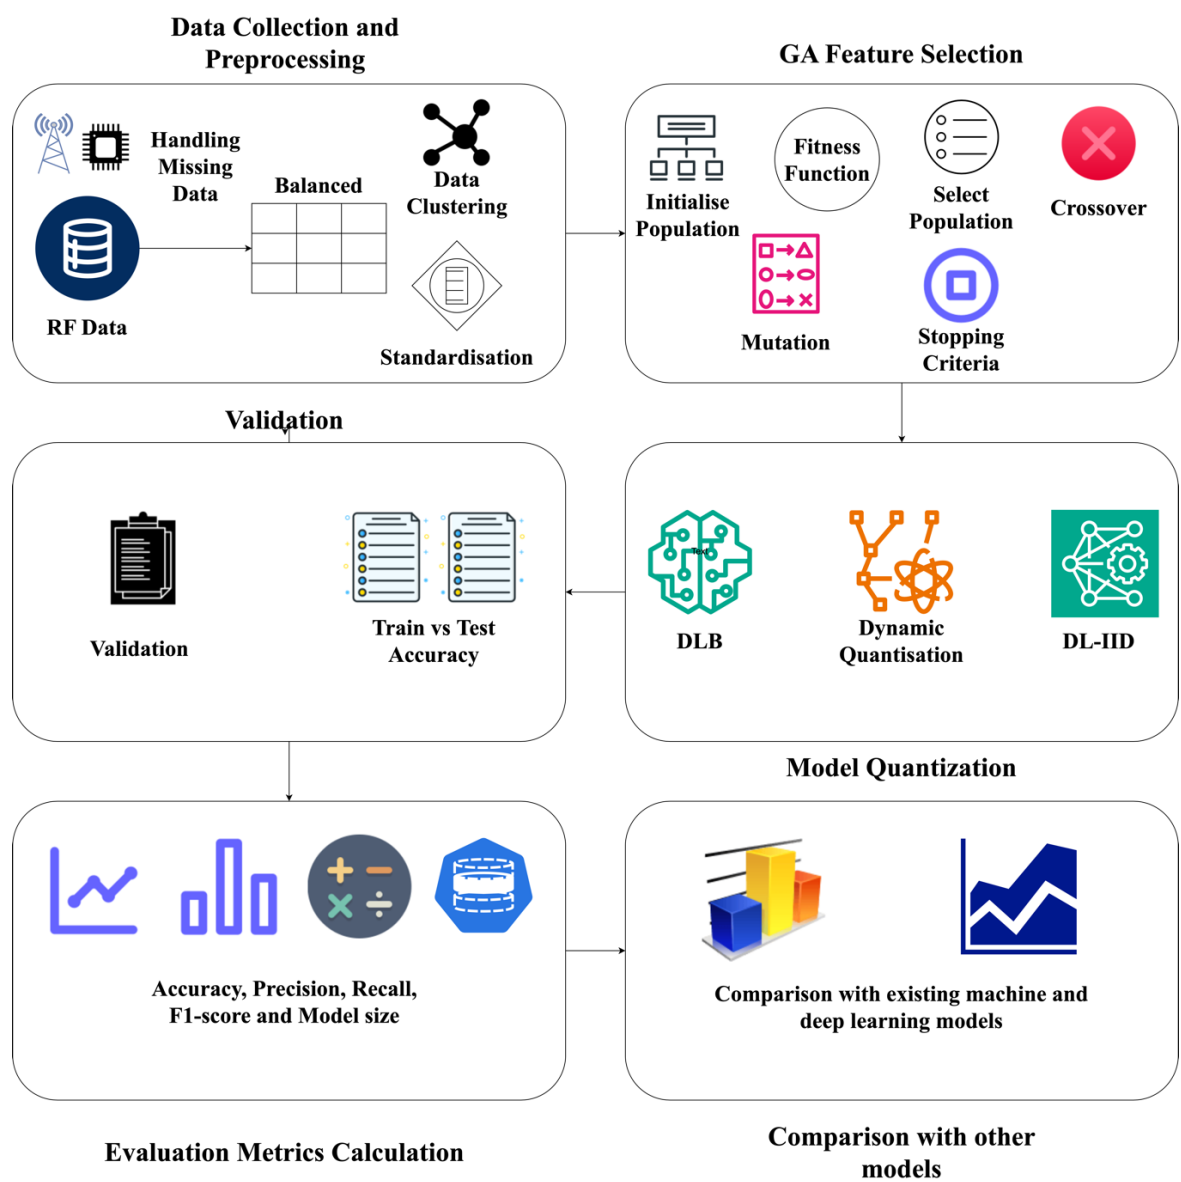 Data Collection and
Preprocessing
GA Feature Selection
Handling
Missing
Data
Balanced
Data
Clustering
RF Data
Standardisation
Initialise
Population
Fitness
Function
Select
Population
Crossover
Mutation
Stopping
Criteria
Validation
Validation
Train vs Test
Accuracy
Text
DLB
Dynamic
Quantisation
DL-IID
Model Quantization
Accuracy, Precision, Recall,
F1-score and Model size
Comparison with existing machine and
deep learning models
Evaluation Metrics Calculation
Comparison with other
models